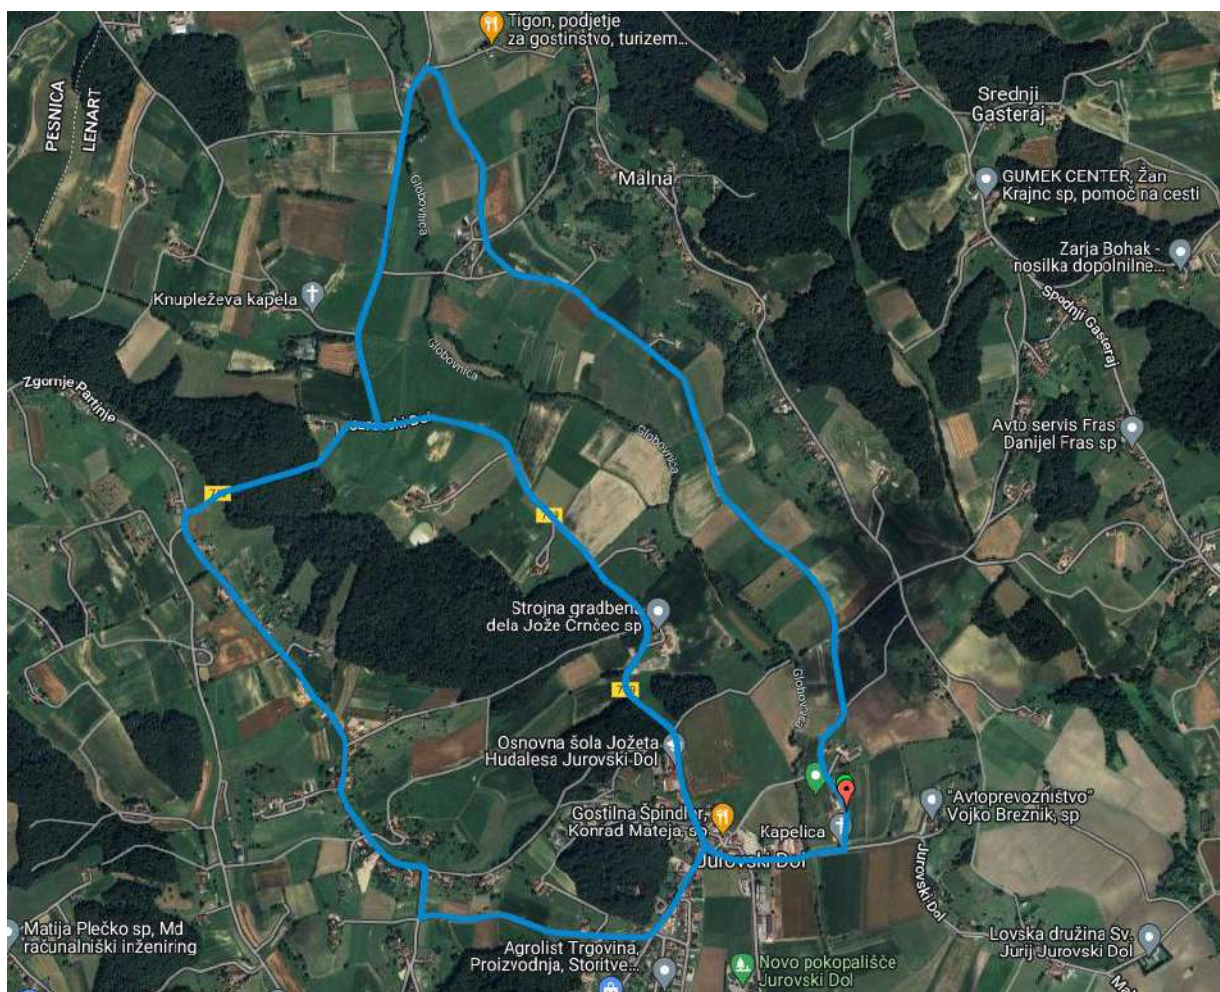 Tigon, podjetje
za gostinstvo, turizem...
PESNICA
LENART
Srednji
Gasteraj
Malna
GUMEK CENTER, Žan
Krajnc sp, pomoč na cesti
Globovnica
Zarja Bohak -
nosilka dopolnilne...
Knupleževa kapela
Spodnji Gasteraj
Globovnica
Zgornje Partinje
Jurovski Dol
Avto servis Fras
Danijel Fras sp
Globovnica
Strojna gradbena
dela Jože Črnčec sp
Globovnica
Osnovna šola Jožeta
Hudalesa Jurovski Dol
"Avtoprevozništvo"
Vojko Breznik, sp
Gostilna Špindler,
Konrad Mateja, sp
Kapelica
Jurovski Dol
Jurovski Dol
Matija Plečko sp, Md
računalniški inženiring
Lovska družina Sv.
Jurij Jurovski Dol
Agrolist Trgovina,
Proizvodnja, Storitve...
Novo pokopališče
Jurovski Dol